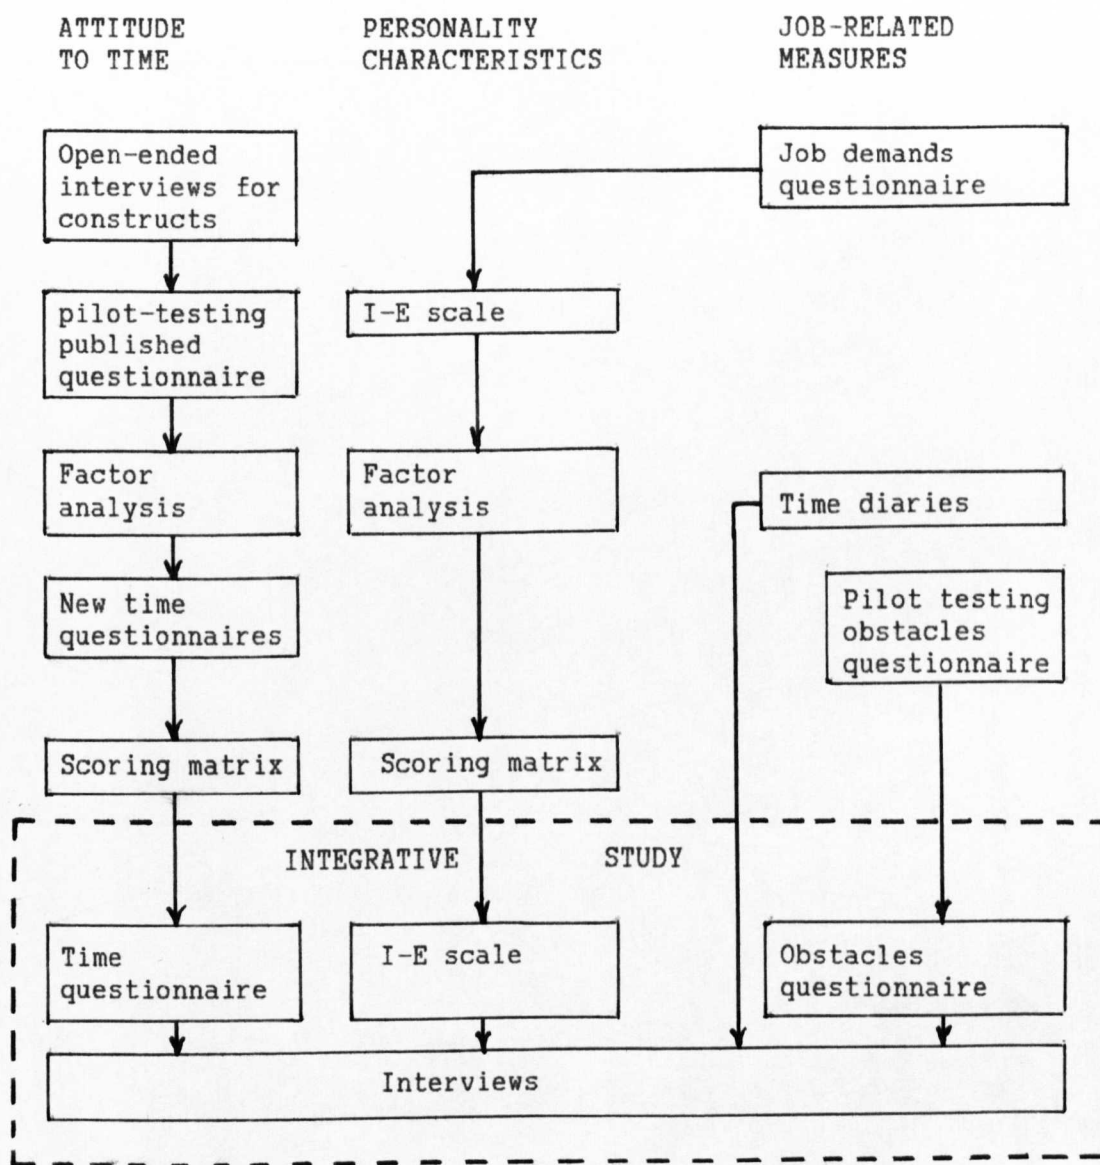 ATTITUDE
TO TIME
PERSONALITY
CHARACTERISTICS
JOB-RELATED
MEASURES
Open-ended
interviews for
constructs
Job demands
questionnaire
pilot-testing
published
questionnaire
I-E scale
Factor
analysis
Factor
analysis
Time diaries
New time
questionnaires
Pilot testing
obstacles
questionnaire
Scoring matrix
Scoring matrix
INTEGRATIVE STUDY
Time
questionnaire
I-E scale
Obstacles
questionnaire
Interviews